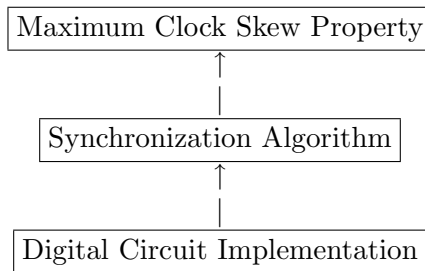 Maximum Clock Skew Property
Synchronization Algorithm
Digital Circuit Implementation